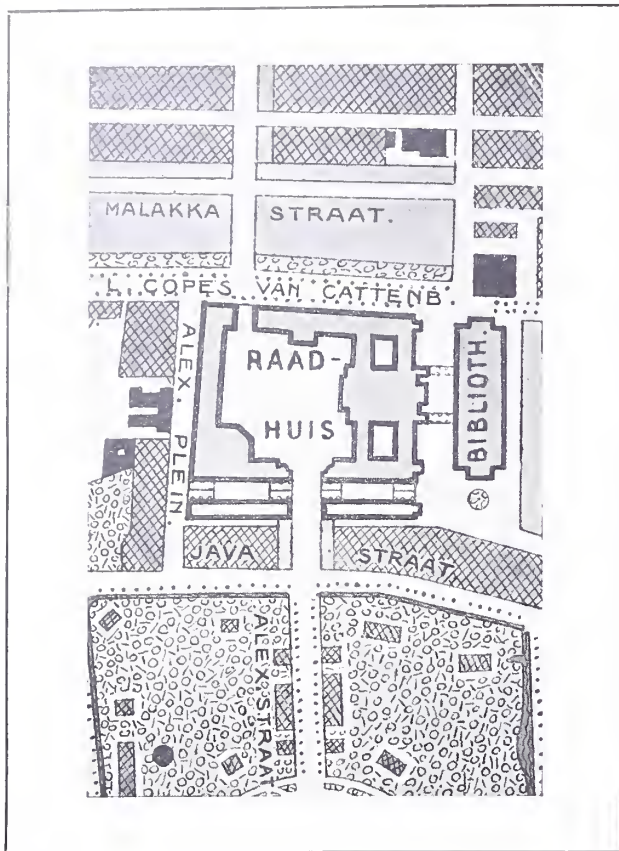 MALAKKA STRAAT.
L. COPES VAN CATTENB.
ALEX. PLEIN.
RAAD-
HUIS
BIBLIOTH.
JAVA STRAAT
ALEX STRAAT